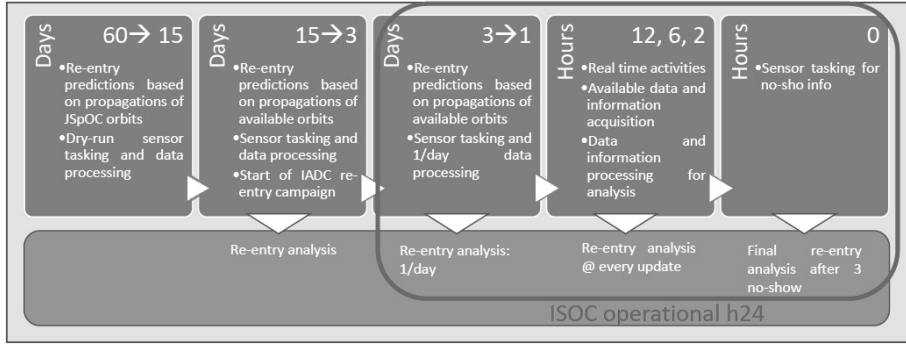 Days
60→ 15
•Re-entry
predictions based
on propagations of
JSpOC orbits
•Dry-run sensor
tasking and data
processing
Days
15→3
•Re-entry
predictions based
on propagations of
available orbits
•Sensor tasking and
data processing
•Start of IADC re-
entry campaign
Days
3→1
•Re-entry
predictions based
on propagations of
available orbits
•Sensor tasking and
1/day data
processing
Hours
12, 6, 2
•Real time activities
•Available data and
information
acquisition
•Data and
information
processing for
analysis
Hours
0
•Sensor tasking for
no-sho info
Re-entry analysis
Re-entry analysis:
1/day
Re-entry analysis
@ every update
Final re-entry
analysis after 3
no-show
ISOC operational h24